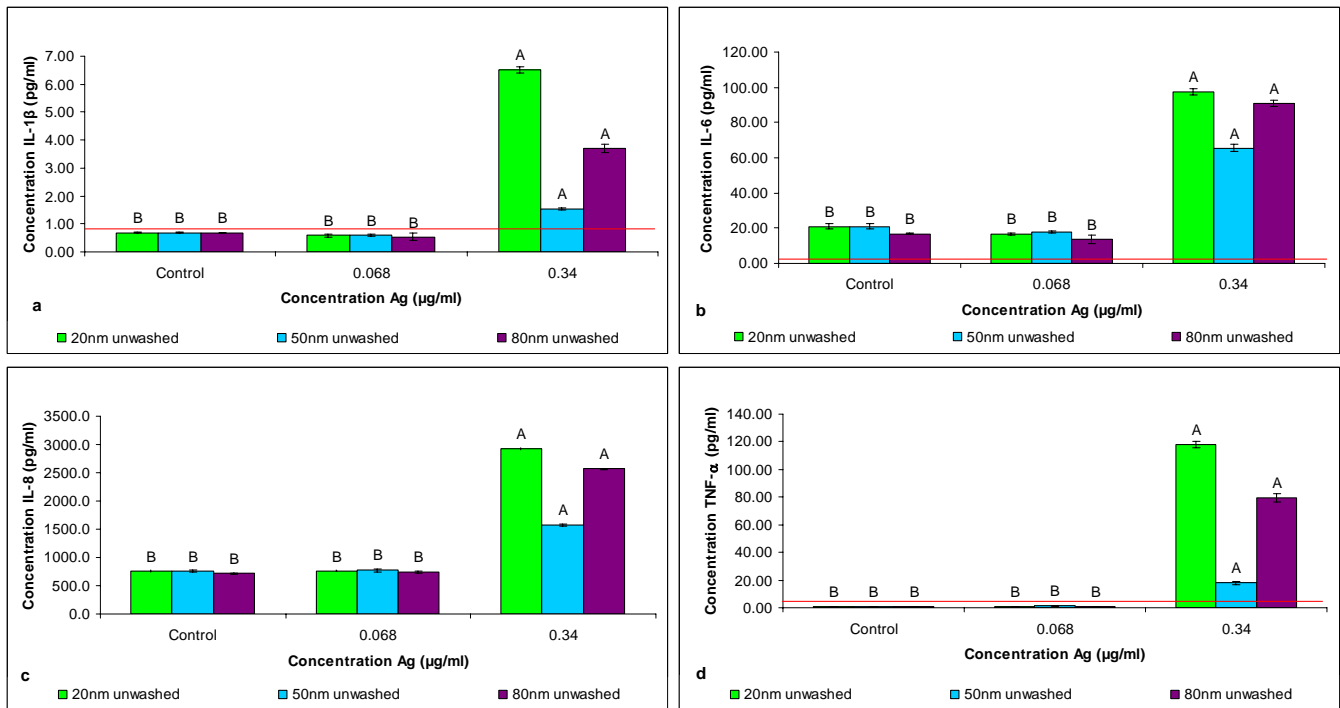 7.00
6.00
5.00
4.00
3.00
2.00
1.00
0.00
Concentration IL-1β (pg/ml)
B B B
B B B
A
A
A
Control 0.068 0.34
Concentration Ag (µg/ml)
a
20nm unwashed 50nm unwashed 80nm unwashed
120.00
100.00
80.00
60.00
40.00
20.00
0.00
Concentration IL-6 (pg/ml)
B B B
B B B
A
A
A
Control 0.068 0.34
Concentration Ag (µg/ml)
b
20nm unwashed 50nm unwashed 80nm unwashed
3500.0
3000.0
2500.0
2000.0
1500.0
1000.0
500.0
0.0
Concentration IL-8 (pg/ml)
B B B
B B B
A
A
A
Control 0.068 0.34
Concentration Ag (µg/ml)
c
20nm unwashed 50nm unwashed 80nm unwashed
140.00
120.00
100.00
80.00
60.00
40.00
20.00
0.00
Concentration TNF-α (pg/ml)
B B B
B B B
A
A
A
Control 0.068 0.34
Concentration Ag (µg/ml)
d
20nm unwashed 50nm unwashed 80nm unwashed